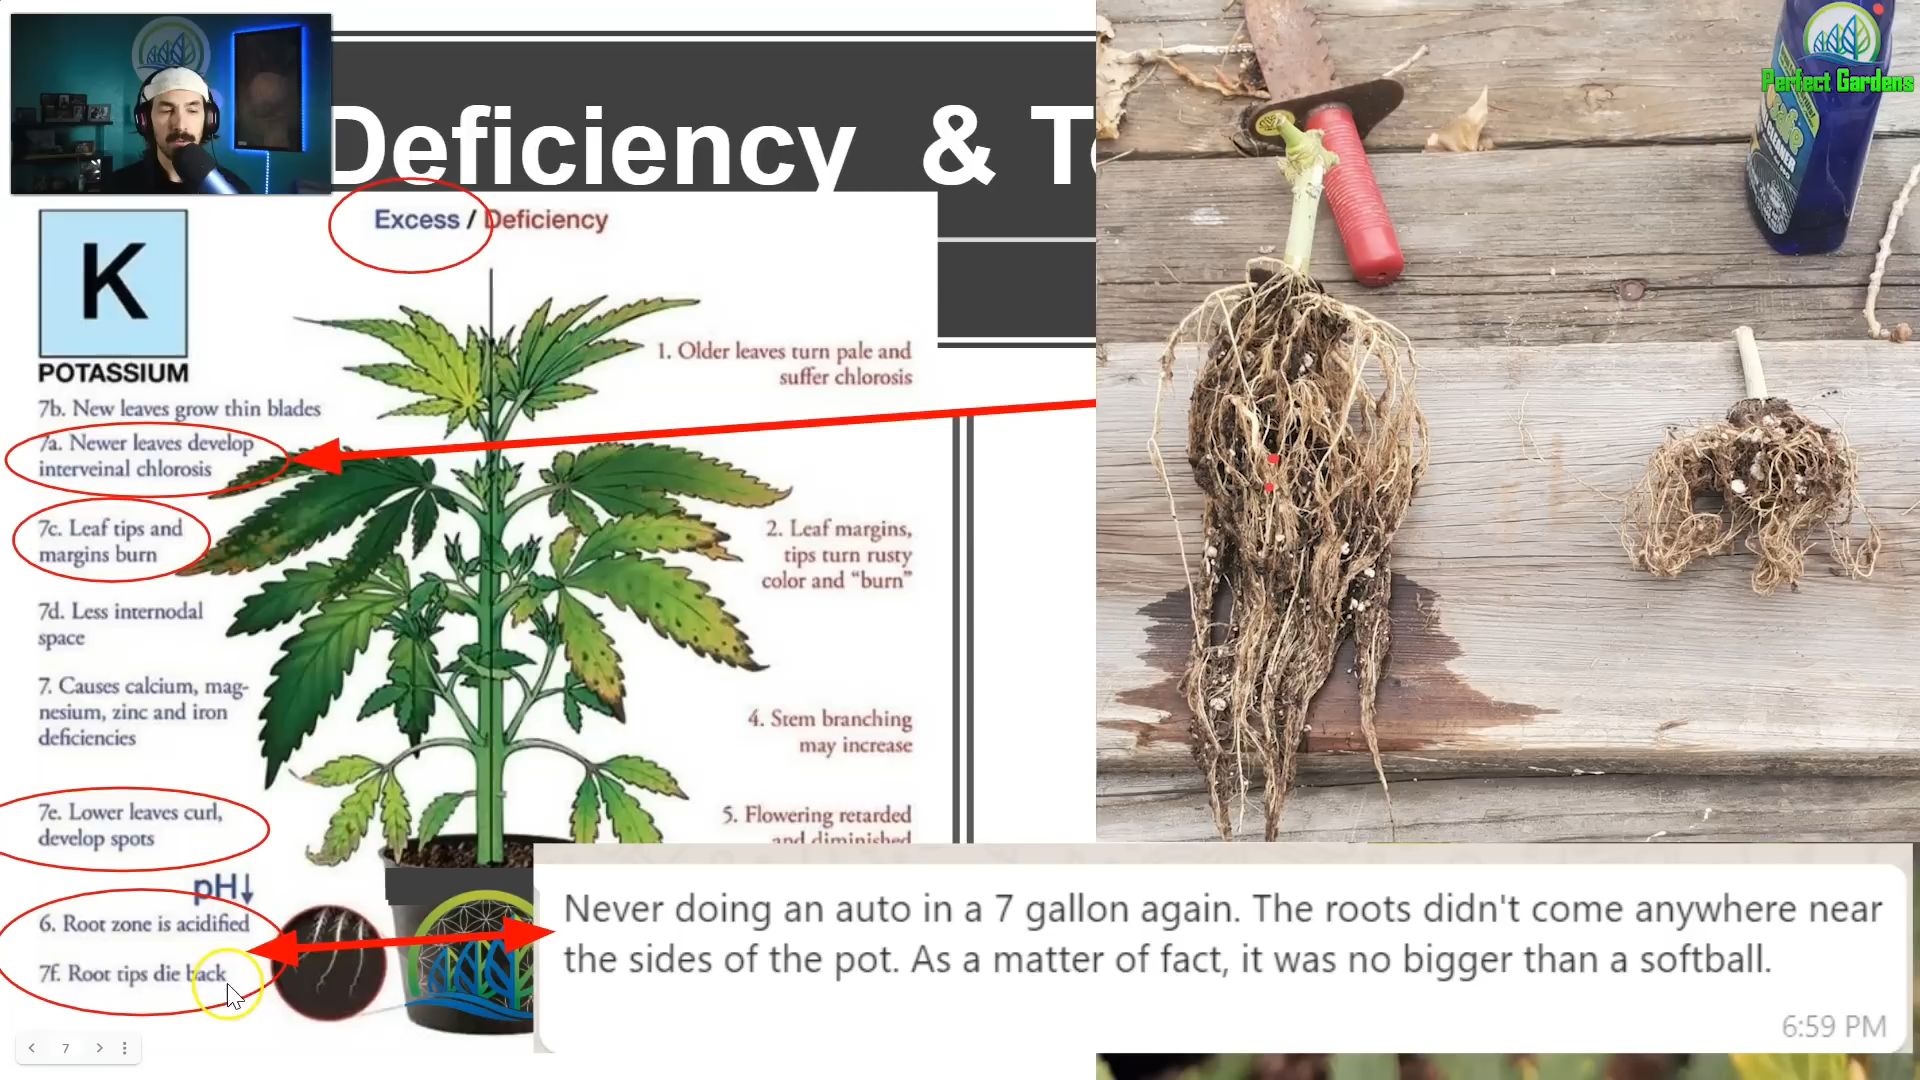 Deficiency & T
Perfect Gardens
K
POTASSIUM
Excess / Deficiency
7b. New leaves grow thin blades
7a. Newer leaves develop
interveinal chlorosis
7c. Leaf tips and
margins burn
7d. Less internodal
space
7. Causes calcium, mag-
nesium, zinc and iron
deficiencies
7e. Lower leaves curl,
develop spots
pH↓
6. Root zone is acidified
7f. Root tips die back
1. Older leaves turn pale and
suffer chlorosis
2. Leaf margins,
tips turn rusty
color and “burn”
4. Stem branching
may increase
5. Flowering retarded
and diminished
Never doing an auto in a 7 gallon again. The roots didn't come anywhere near
the sides of the pot. As a matter of fact, it was no bigger than a softball.
6:59 PM
7